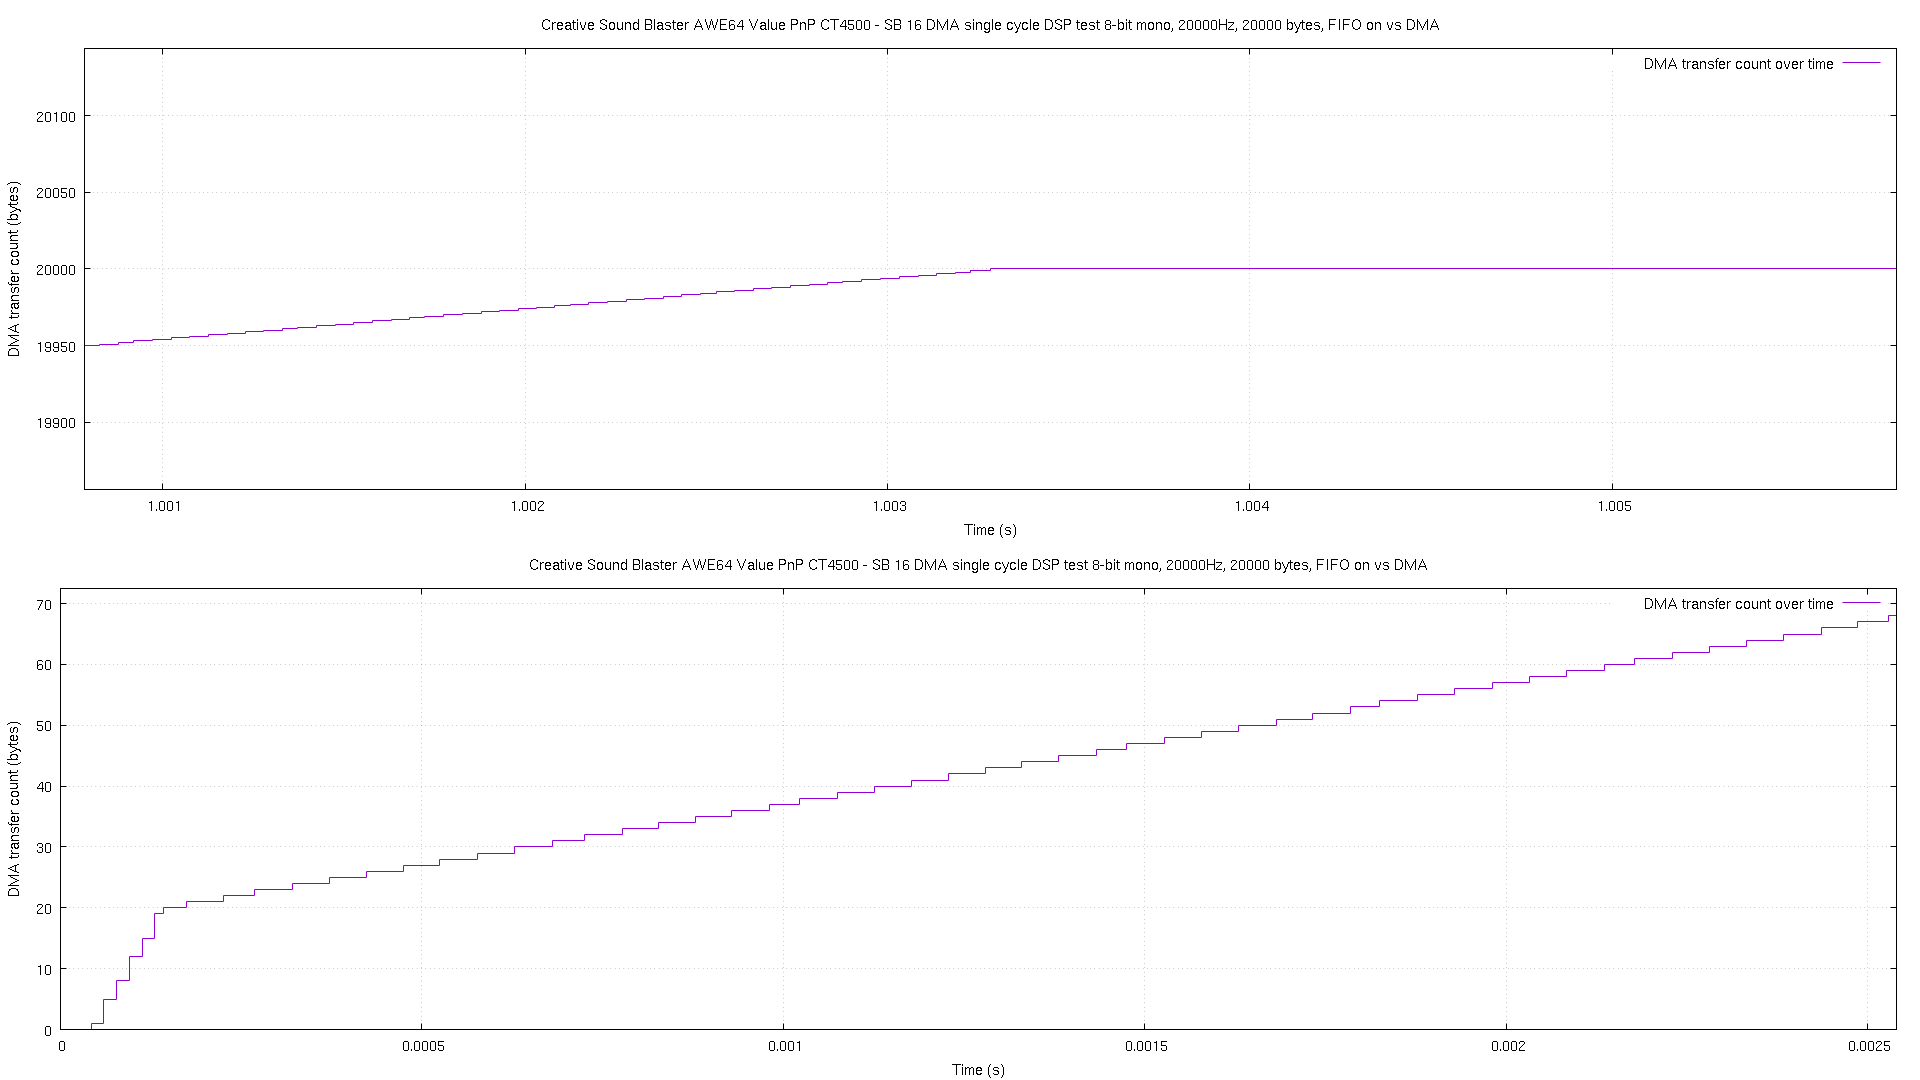 Creative Sound Blaster AWE64 Value PnP CT4500 - SB 16 DMA single cycle DSP test 8-bit mono, 20000Hz, 20000 bytes, FIFO on vs DMA
DMA transfer count over time
20100
20050
20000
19950
19900
DMA transfer count (bytes)
1.001 1.002 1.003 1.004 1.005
Time (s)
Creative Sound Blaster AWE64 Value PnP CT4500 - SB 16 DMA single cycle DSP test 8-bit mono, 20000Hz, 20000 bytes, FIFO on vs DMA
DMA transfer count over time
70
60
50
40
30
20
10
0
DMA transfer count (bytes)
0 0.0005 0.001 0.0015 0.002 0.0025
Time (s)